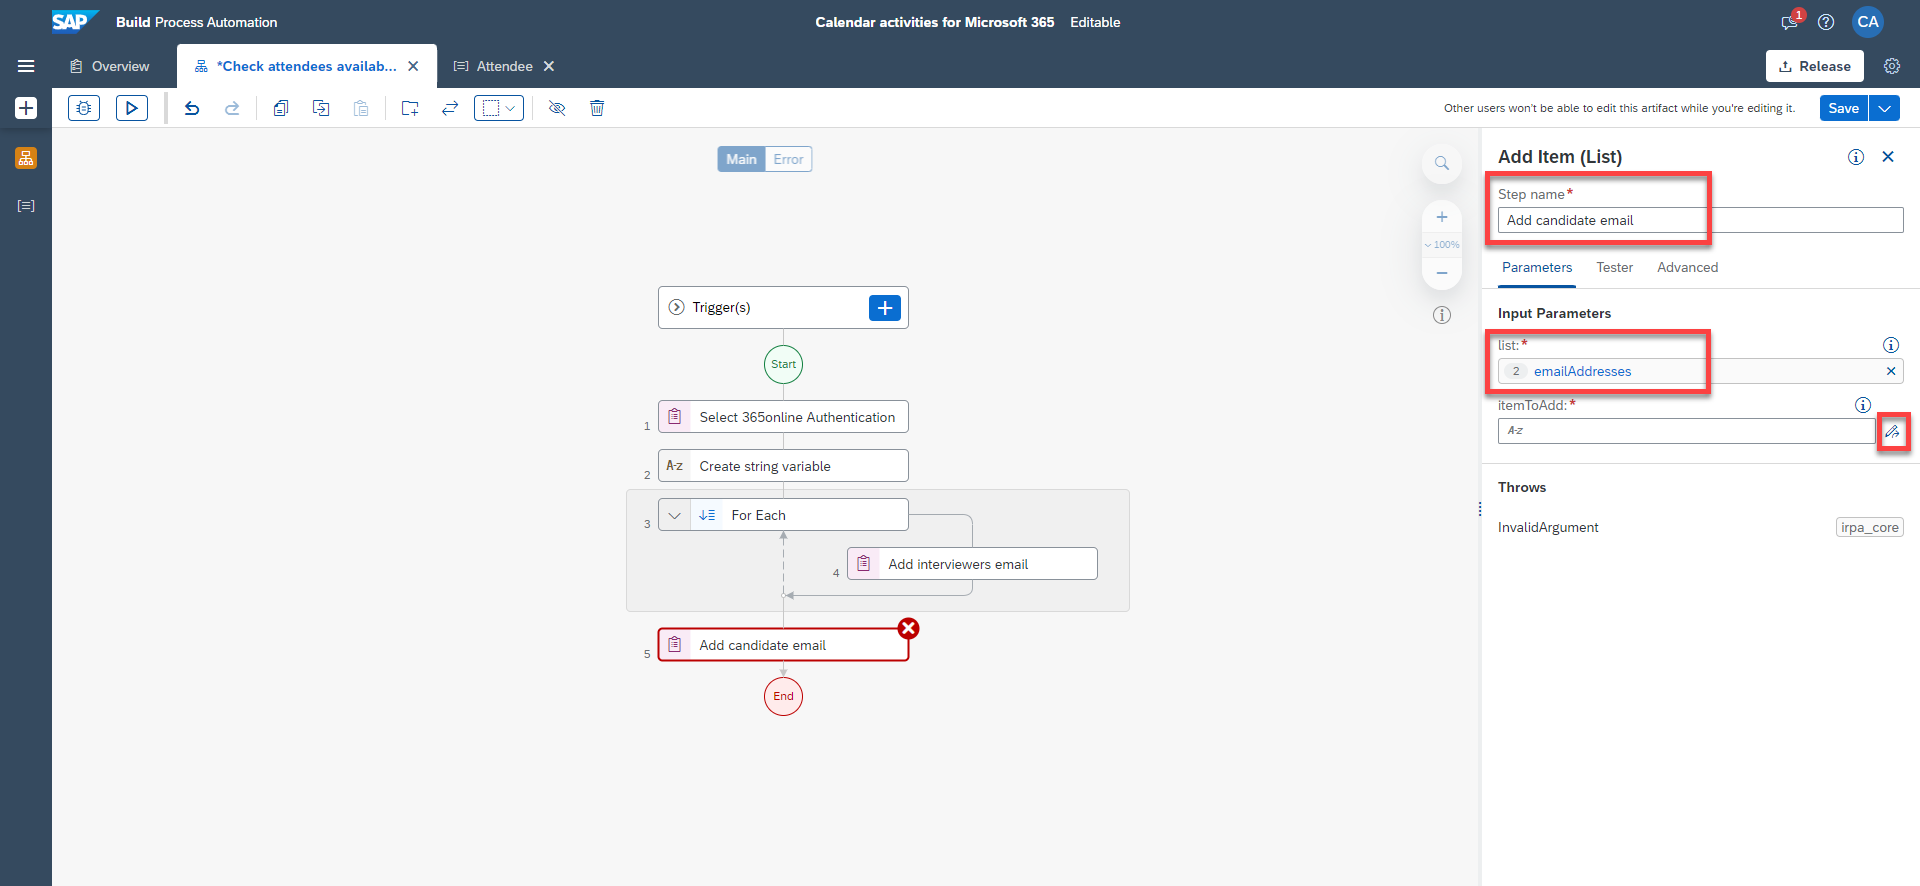 SAP Build Process Automation
Calendar activities for Microsoft 365 Editable
1
CA
Overview
*Check attendees availab...
Attendee
Release
Other users won't be able to edit this artifact while you're editing it.
Save
Main Error
100%
Trigger(s)
Start
1 Select 365online Authentication
2 A-z Create string variable
3 For Each
4 Add interviewers email
5 Add candidate email
End
Add Item (List)
Step name*
Add candidate email
Parameters Tester Advanced
Input Parameters
list:*
2 emailAddresses
itemToAdd:*
A-z
Throws
InvalidArgument irpa_core